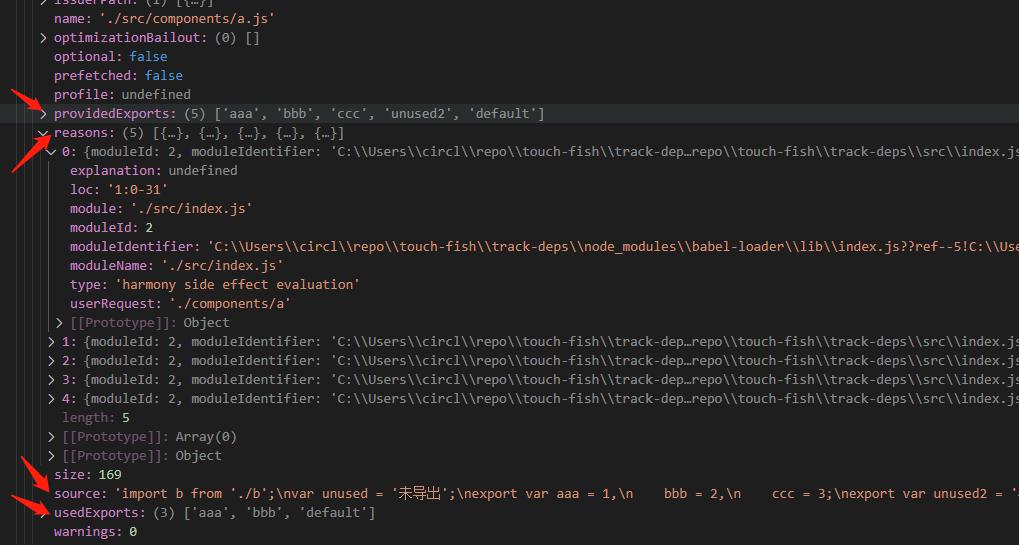 issuerPath: (1) [{…}]
name: './src/components/a.js'
optimizationBailout: (0) []
optional: false
prefetched: false
profile: undefined
providedExports: (5) ['aaa', 'bbb', 'ccc', 'unused2', 'default']
reasons: (5) [{…}, {…}, {…}, {…}, {…}]
0: {moduleId: 2, moduleIdentifier: 'C:\\Users\\circl\\repo\\touch-fish\\track-dep…repo\\touch-fish\\track-deps\\src\\index.js
explanation: undefined
loc: '1:0-31'
module: './src/index.js'
moduleId: 2
moduleIdentifier: 'C:\\Users\\circl\\repo\\touch-fish\\track-deps\\node_modules\\babel-loader\\lib\\index.js??ref--5!C:\\Use
moduleName: './src/index.js'
type: 'harmony side effect evaluation'
userRequest: './components/a'
[[Prototype]]: Object
1: {moduleId: 2, moduleIdentifier: 'C:\\Users\\circl\\repo\\touch-fish\\track-dep…repo\\touch-fish\\track-deps\\src\\index.js
2: {moduleId: 2, moduleIdentifier: 'C:\\Users\\circl\\repo\\touch-fish\\track-dep…repo\\touch-fish\\track-deps\\src\\index.js
3: {moduleId: 2, moduleIdentifier: 'C:\\Users\\circl\\repo\\touch-fish\\track-dep…repo\\touch-fish\\track-deps\\src\\index.js
4: {moduleId: 2, moduleIdentifier: 'C:\\Users\\circl\\repo\\touch-fish\\track-dep…repo\\touch-fish\\track-deps\\src\\index.js
length: 5
[[Prototype]]: Array(0)
[[Prototype]]: Object
size: 169
source: 'import b from './b';\nvar unused = '未导出';\nexport var aaa = 1,\n    bbb = 2,\n    ccc = 3;\nexport var unused2 = '
usedExports: (3) ['aaa', 'bbb', 'default']
warnings: 0